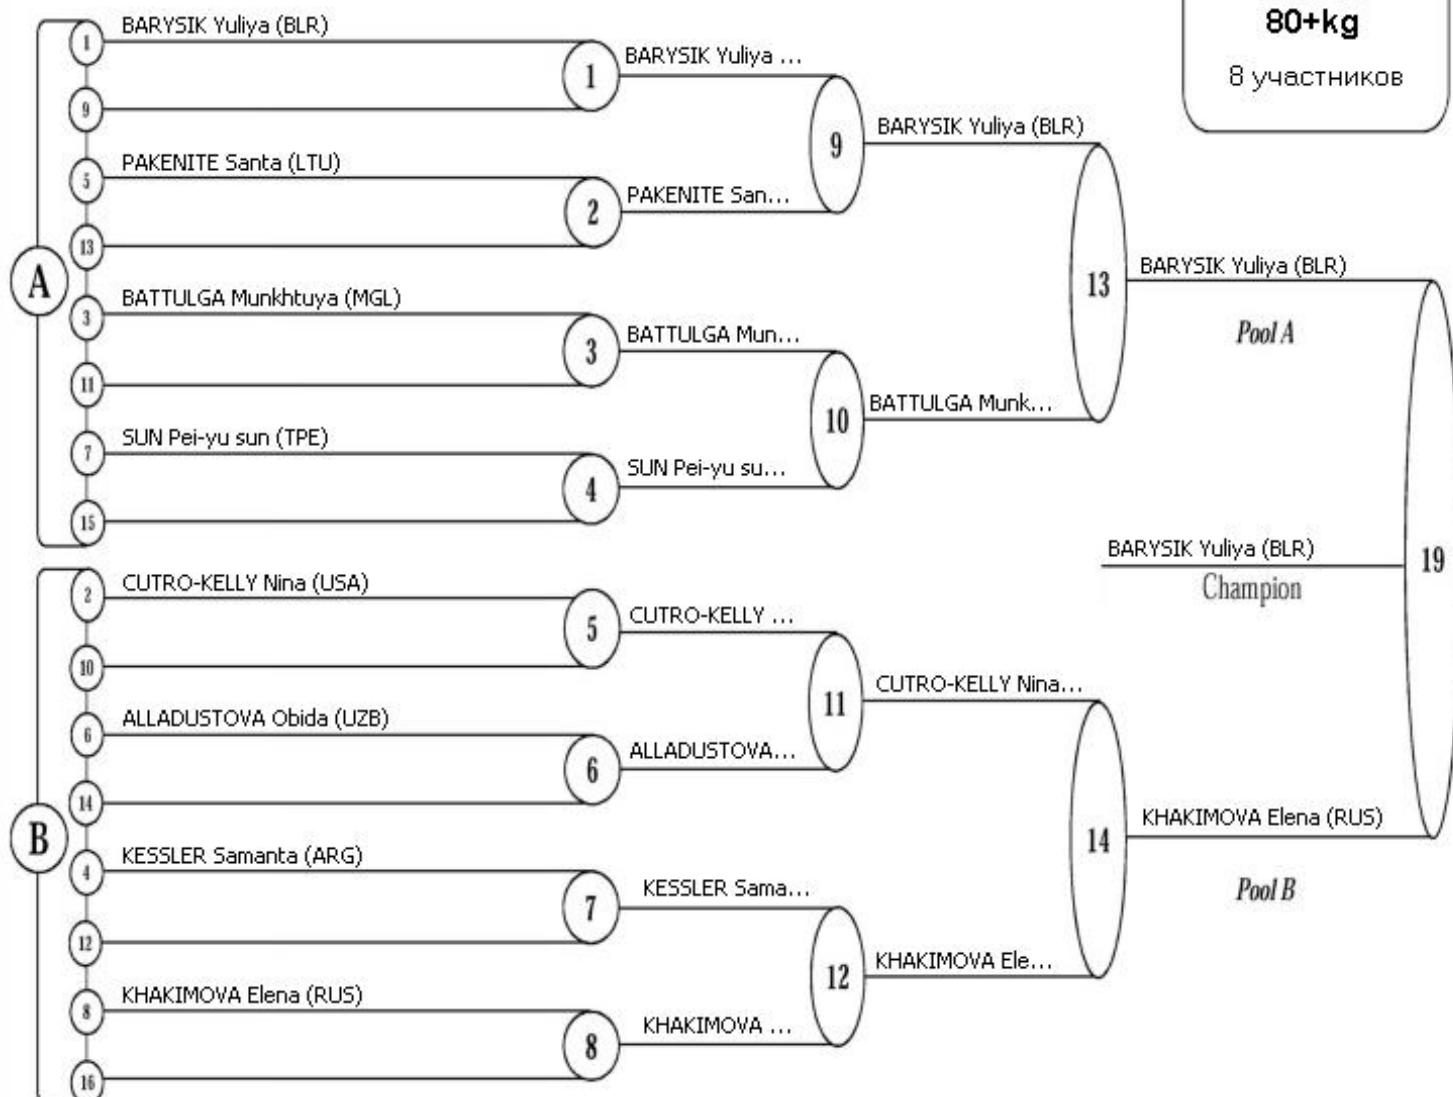 80+kg
8 участников
A
1
BARYSIK Yuliya (BLR)
9
1
BARYSIK Yuliya ...
5
PAKENITE Santa (LTU)
13
2
PAKENITE San...
9
BARYSIK Yuliya (BLR)
3
BATTULGA Munkhtuya (MGL)
11
3
BATTULGA Mun...
7
SUN Pei-yu sun (TPE)
15
4
SUN Pei-yu su...
10
BATTULGA Munk...
13
BARYSIK Yuliya (BLR)
Pool A
B
2
CUTRO-KELLY Nina (USA)
10
5
CUTRO-KELLY ...
6
ALLADUSTOVA Obida (UZB)
14
6
ALLADUSTOVA...
11
CUTRO-KELLY Nina...
4
KESSLER Samanta (ARG)
12
7
KESSLER Sama...
8
KHAKIMOVA Elena (RUS)
16
8
KHAKIMOVA ...
12
KHAKIMOVA Ele...
14
KHAKIMOVA Elena (RUS)
Pool B
19
BARYSIK Yuliya (BLR)
Champion